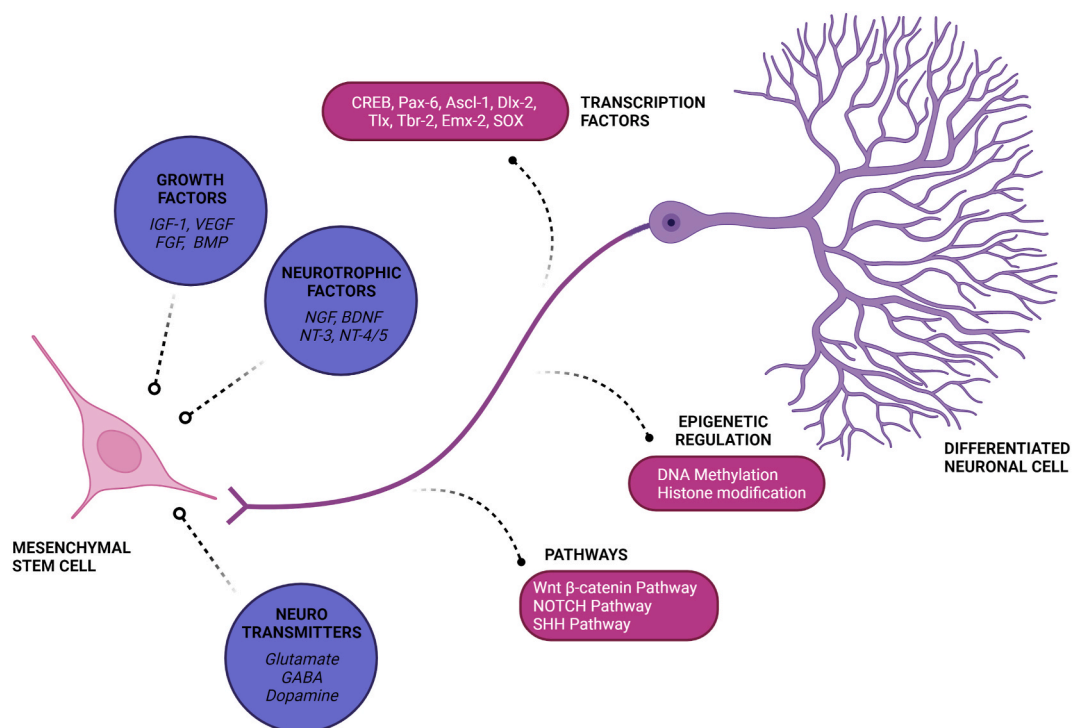 CREB, Pax-6, Ascl-1, Dlx-2,
Tlx, Tbr-2, Emx-2, SOX
TRANSCRIPTION
FACTORS
GROWTH
FACTORS
IGF-1, VEGF
FGF, BMP
NEUROTROPHIC
FACTORS
NGF, BDNF
NT-3, NT-4/5
EPIGENETIC
REGULATION
DNA Methylation
Histone modification
DIFFERENTIATED
NEURONAL CELL
MESENCHYMAL
STEM CELL
PATHWAYS
Wnt β-catenin Pathway
NOTCH Pathway
SHH Pathway
NEURO
TRANSMITTERS
Glutamate
GABA
Dopamine